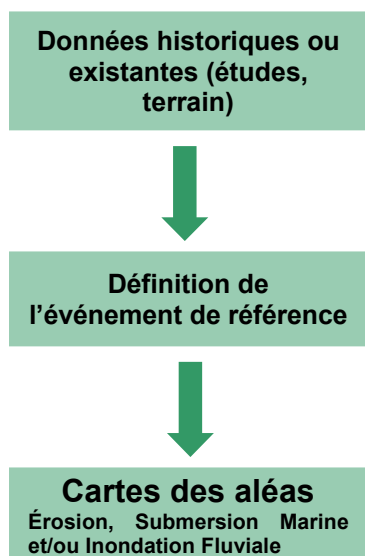 Données historiques ou
existantes (études,
terrain)
Définition de
l'événement de référence
Cartes des aléas
Érosion, Submersion Marine
et/ou Inondation Fluviale